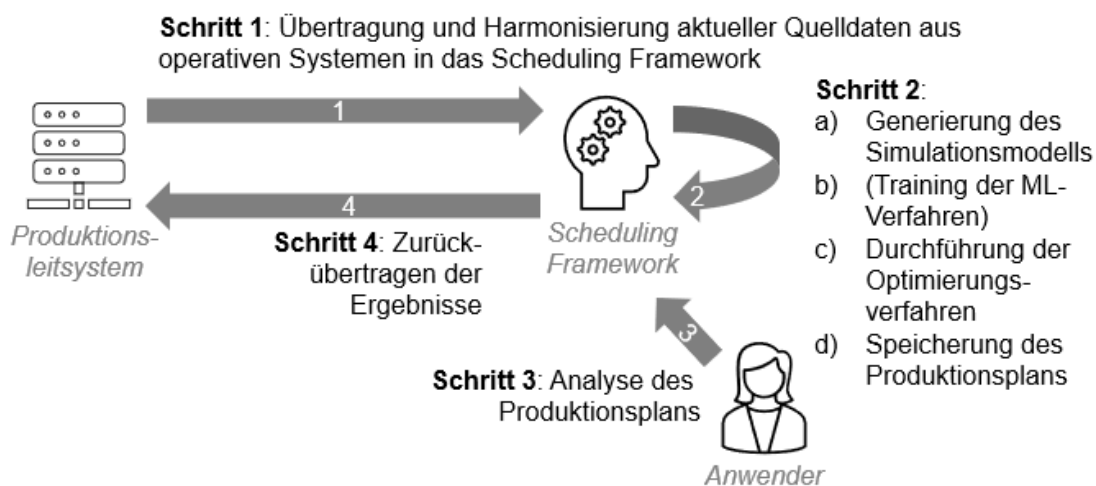 Schritt 1: Übertragung und Harmonisierung aktueller Quelldaten aus
operativen Systemen in das Scheduling Framework
1
Produktions-
leitsystem
4
Schritt 4: Zurück-
übertragen der
Ergebnisse
Scheduling
Framework
2
Schritt 2:
a) Generierung des
Simulationsmodells
b) (Training der ML-
Verfahren)
c) Durchführung der
Optimierungs-
verfahren
d) Speicherung des
Produktionsplans
3
Schritt 3: Analyse des
Produktionsplans
Anwender